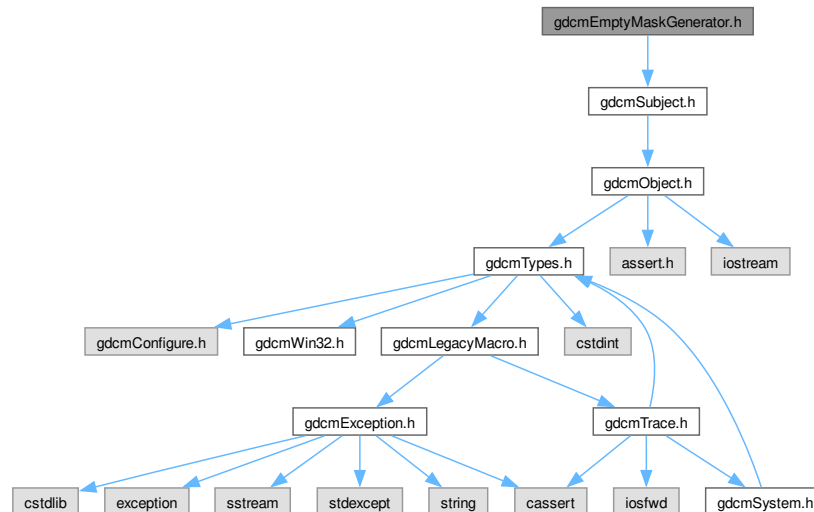 gdcmEmptyMaskGenerator.h
gdcmSubject.h
gdcmObject.h
gdcmTypes.h
assert.h
iostream
gdcmConfigure.h
gdcmWin32.h
gdcmLegacyMacro.h
cstdint
gdcmException.h
gdcmTrace.h
cstdlib
exception
sstream
stdexcept
string
cassert
iosfwd
gdcmSystem.h